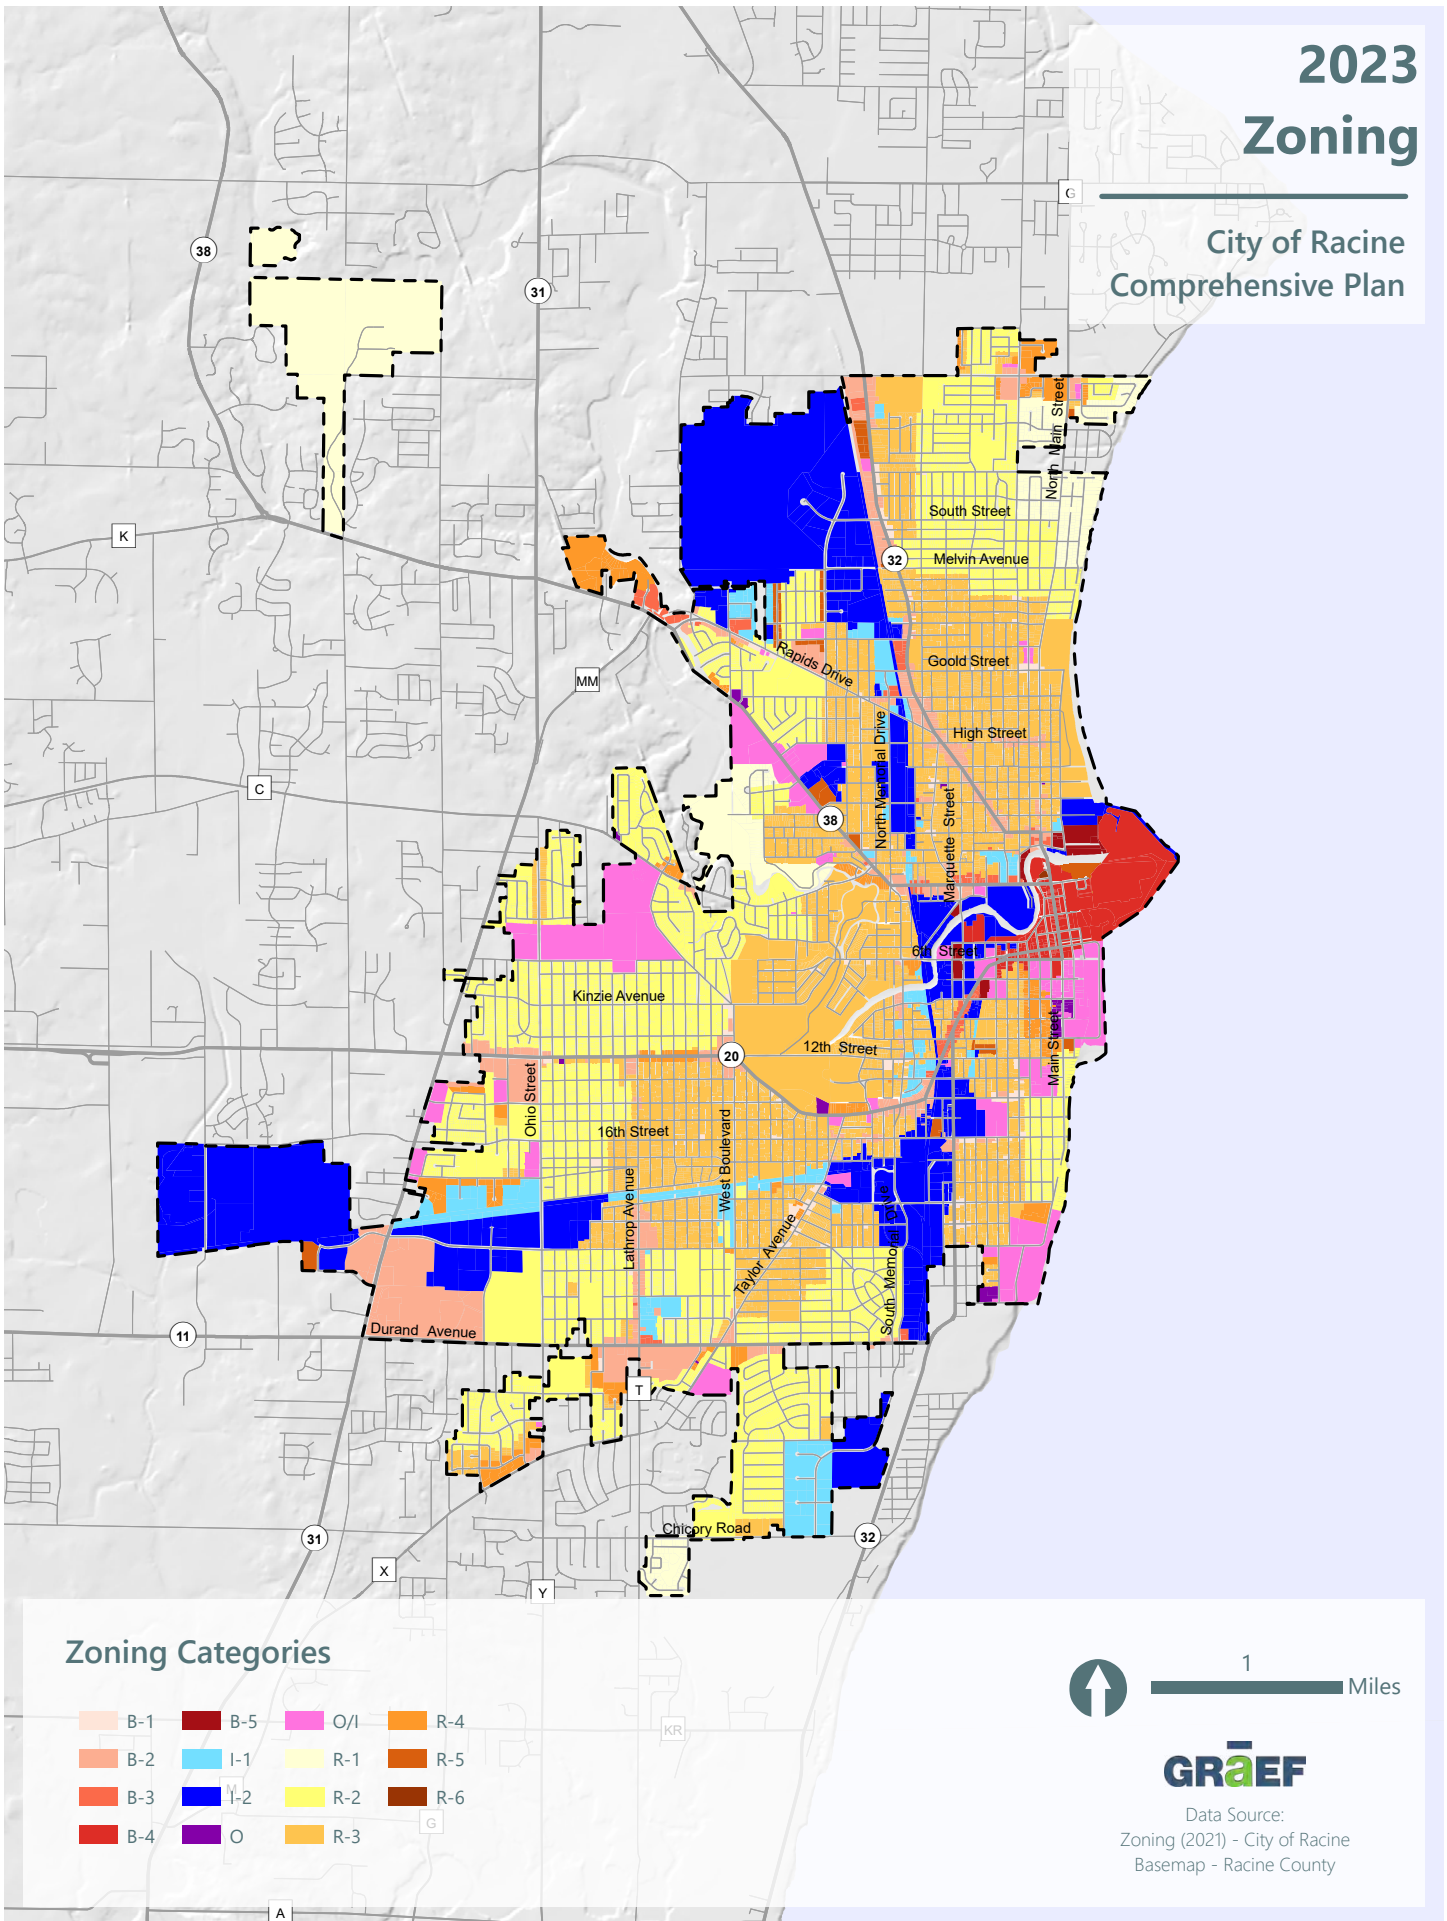 2023
Zoning
City of Racine
Comprehensive Plan
G
38
31
North Main Street
South Street
K
32
Melvin Avenue
Rapids Drive
Goold Street
MM
North Memorial Drive
High Street
C
38
Marquette Street
6th Street
Kinzie Avenue
Main Street
12th Street
20
Ohio Street
16th Street
West Boulevard
Lathrop Avenue
Taylor Avenue
South Memorial Drive
11
Durand Avenue
T
Chicory Road
31
32
X
Y
Zoning Categories
B-1
B-2
B-3
B-4
B-5
I-1
I-2
O
O/I
R-1
R-2
R-3
R-4
R-5
R-6
KR
M
G
A
1
Miles
GRaEF
Data Source:
Zoning (2021) - City of Racine
Basemap - Racine County